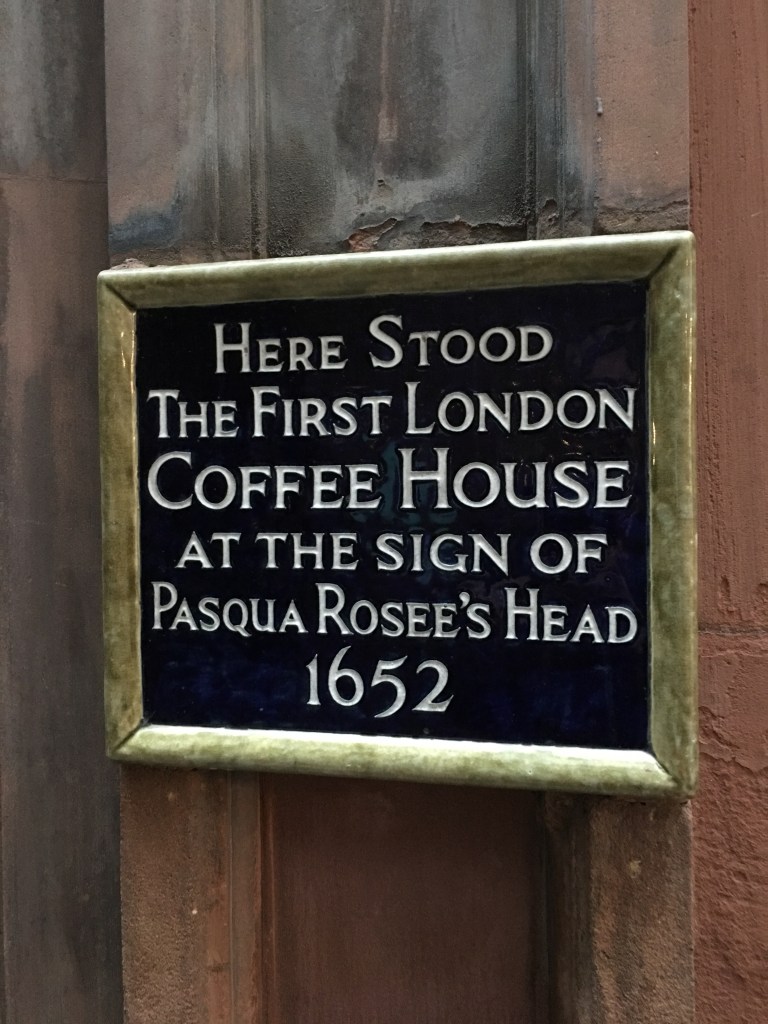 Here Stood
The First London
Coffee House
at the sign of
Pasqua Rosee's Head
1652